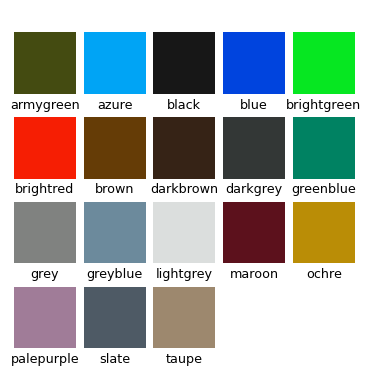 armygreen azure black blue brightgreen
brightred brown darkbrown darkgrey greenblue
grey greyblue lightgrey maroon ochre
palepurple slate taupe